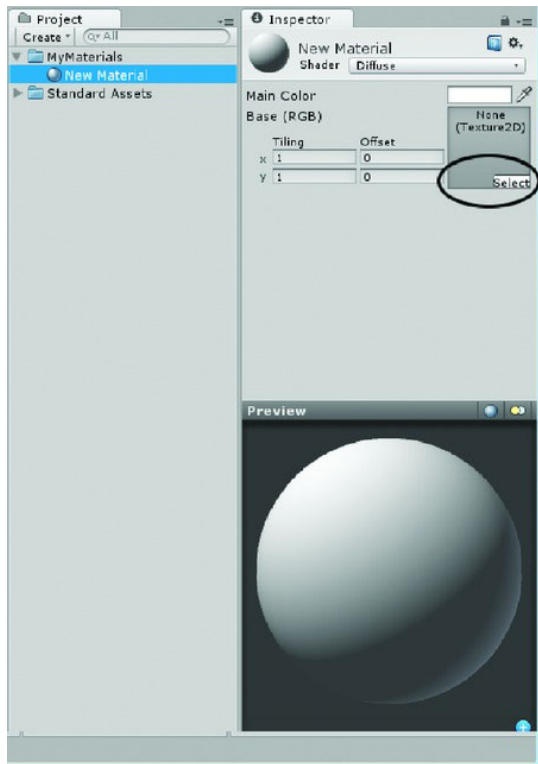 Project
Create
All
MyMaterials
New Material
Standard Assets
Inspector
New Material
Shader Diffuse
Main Color
Base (RGB)
None
(Texture2D)
Tiling Offset
x 1 0
y 1 0
Select
Preview